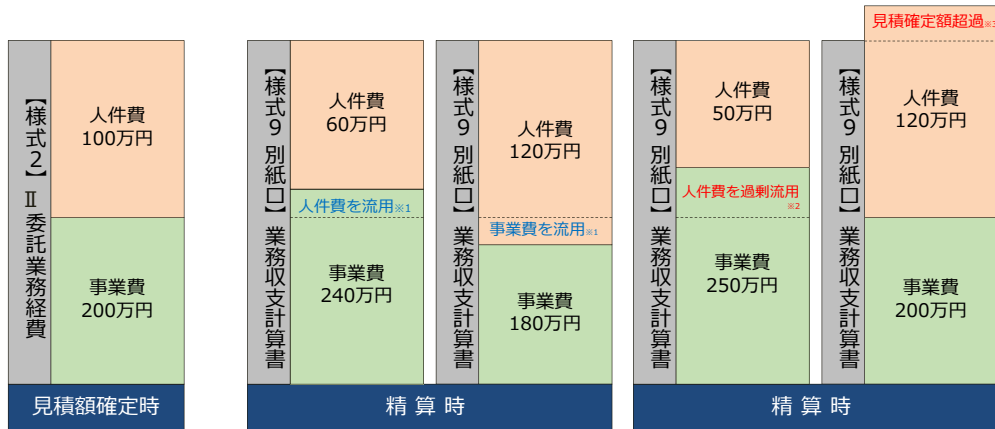 【様式２】Ⅱ委託業務経費
人件費
100万円
事業費
200万円
見積額確定時
【様式９ 別紙ロ】業務収支計算書
人件費
60万円
人件費を流用※1
事業費
240万円
【様式９ 別紙ロ】業務収支計算書
人件費
120万円
事業費を流用※1
事業費
180万円
精算時
【様式９ 別紙ロ】業務収支計算書
人件費
50万円
人件費を過剰流用
※2
事業費
250万円
【様式９ 別紙ロ】業務収支計算書
見積確定額超過※3
人件費
120万円
事業費
200万円
精算時